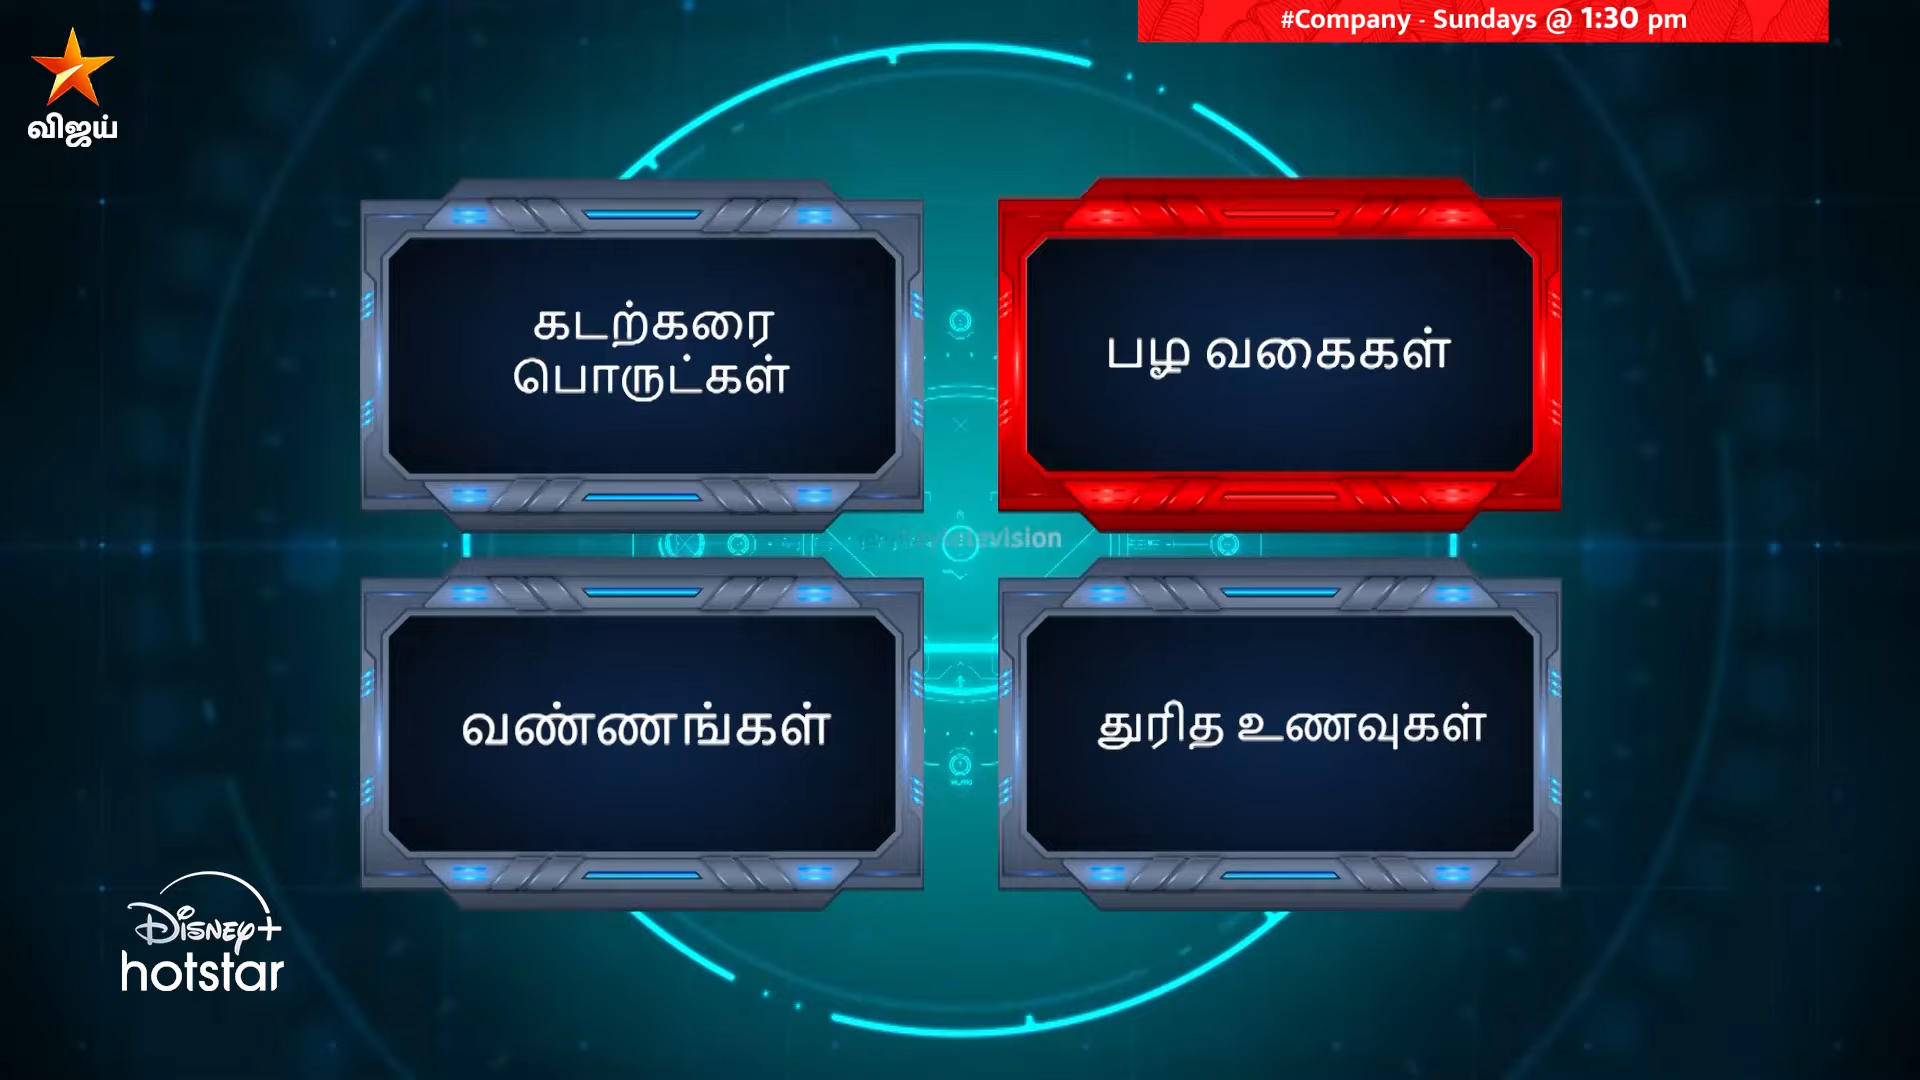 #Company - Sundays @ 1:30 pm
விஜய்
கடற்கரை
பொருட்கள்
பழ வகைகள்
வண்ணங்கள்
துரித உணவுகள்
Disney+
hotstar